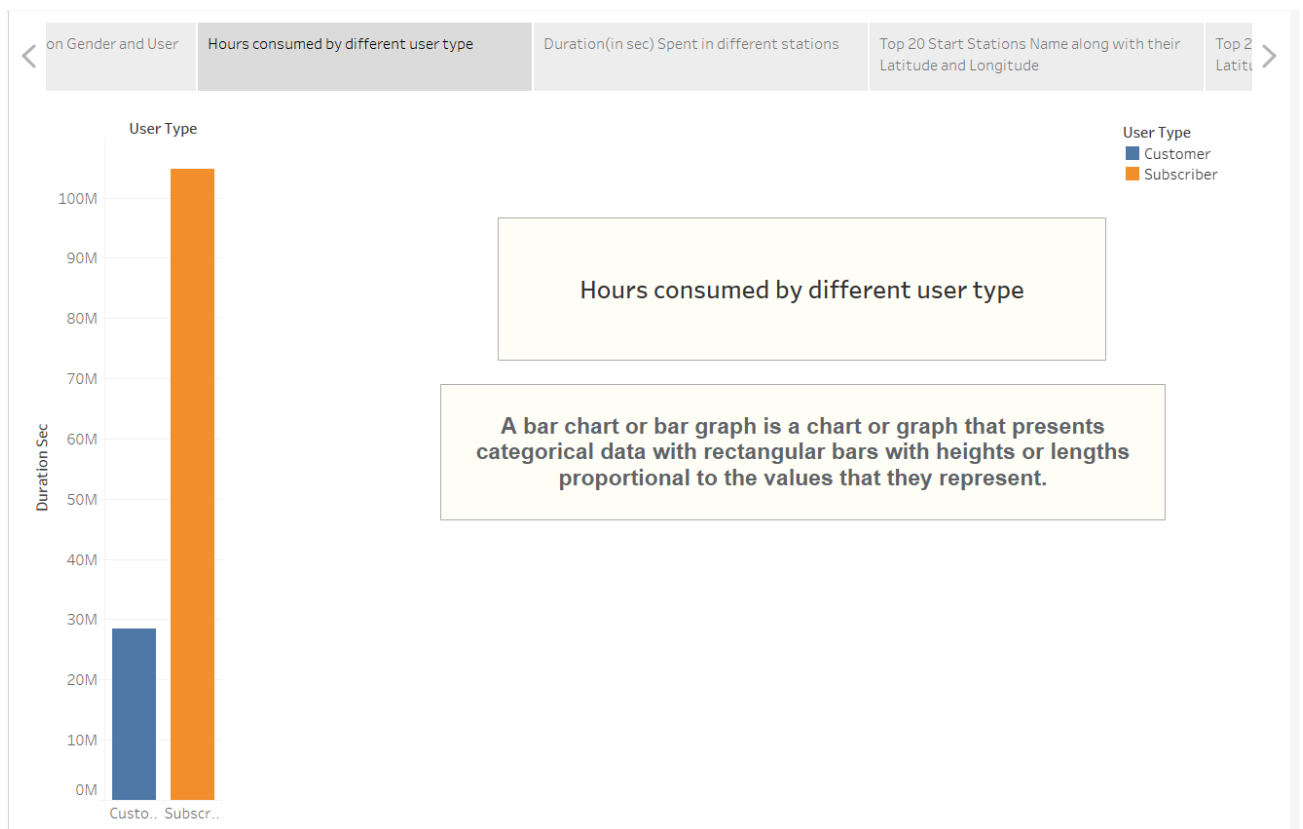 on Gender and User
Hours consumed by different user type
Duration(in sec) Spent in different stations
Top 20 Start Stations Name along with their
Latitude and Longitude
Top 2
Latitu
User Type
User Type
Customer
Subscriber
100M
90M
80M
70M
60M
50M
40M
30M
20M
10M
0M
Duration Sec
Custo.. Subscr..
Hours consumed by different user type
A bar chart or bar graph is a chart or graph that presents
categorical data with rectangular bars with heights or lengths
proportional to the values that they represent.